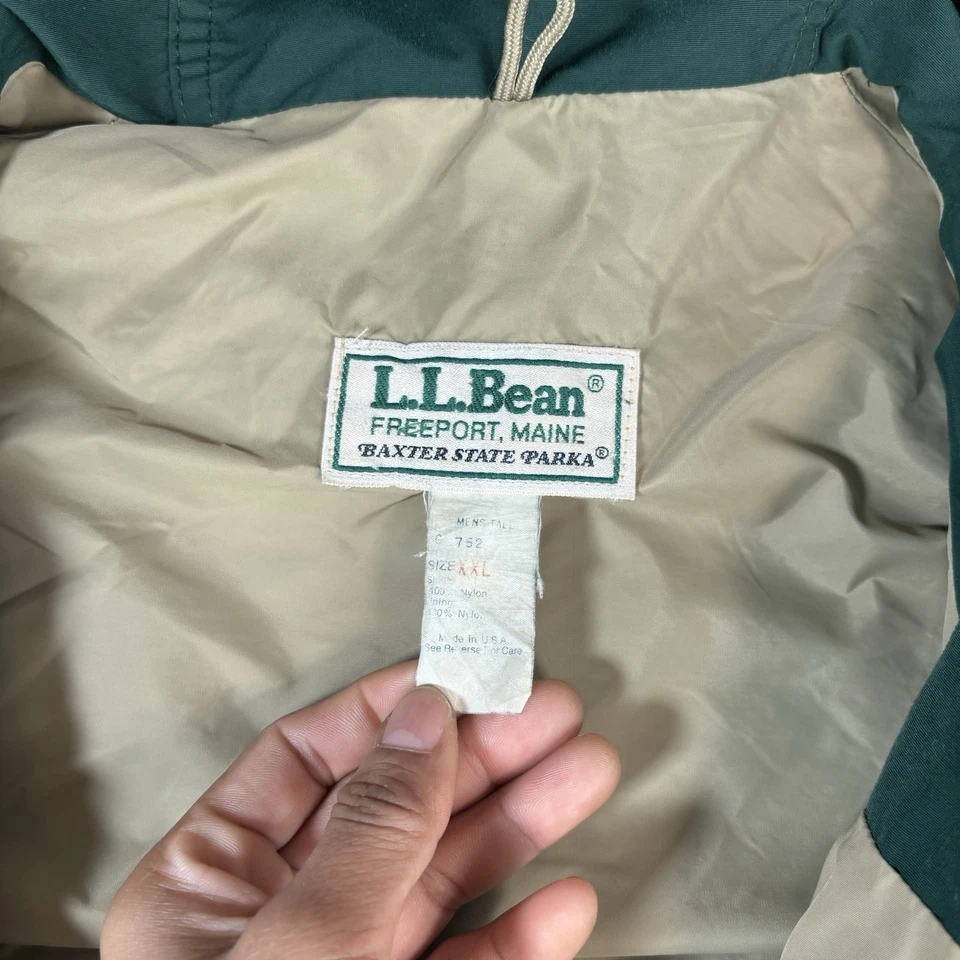 L.L.Bean®
FREEPORT, MAINE
BAXTER STATE PARKA®
MENS TALL
752
SIZE XXL
Nylon
Made in U.S.A.
See Reverse For Care